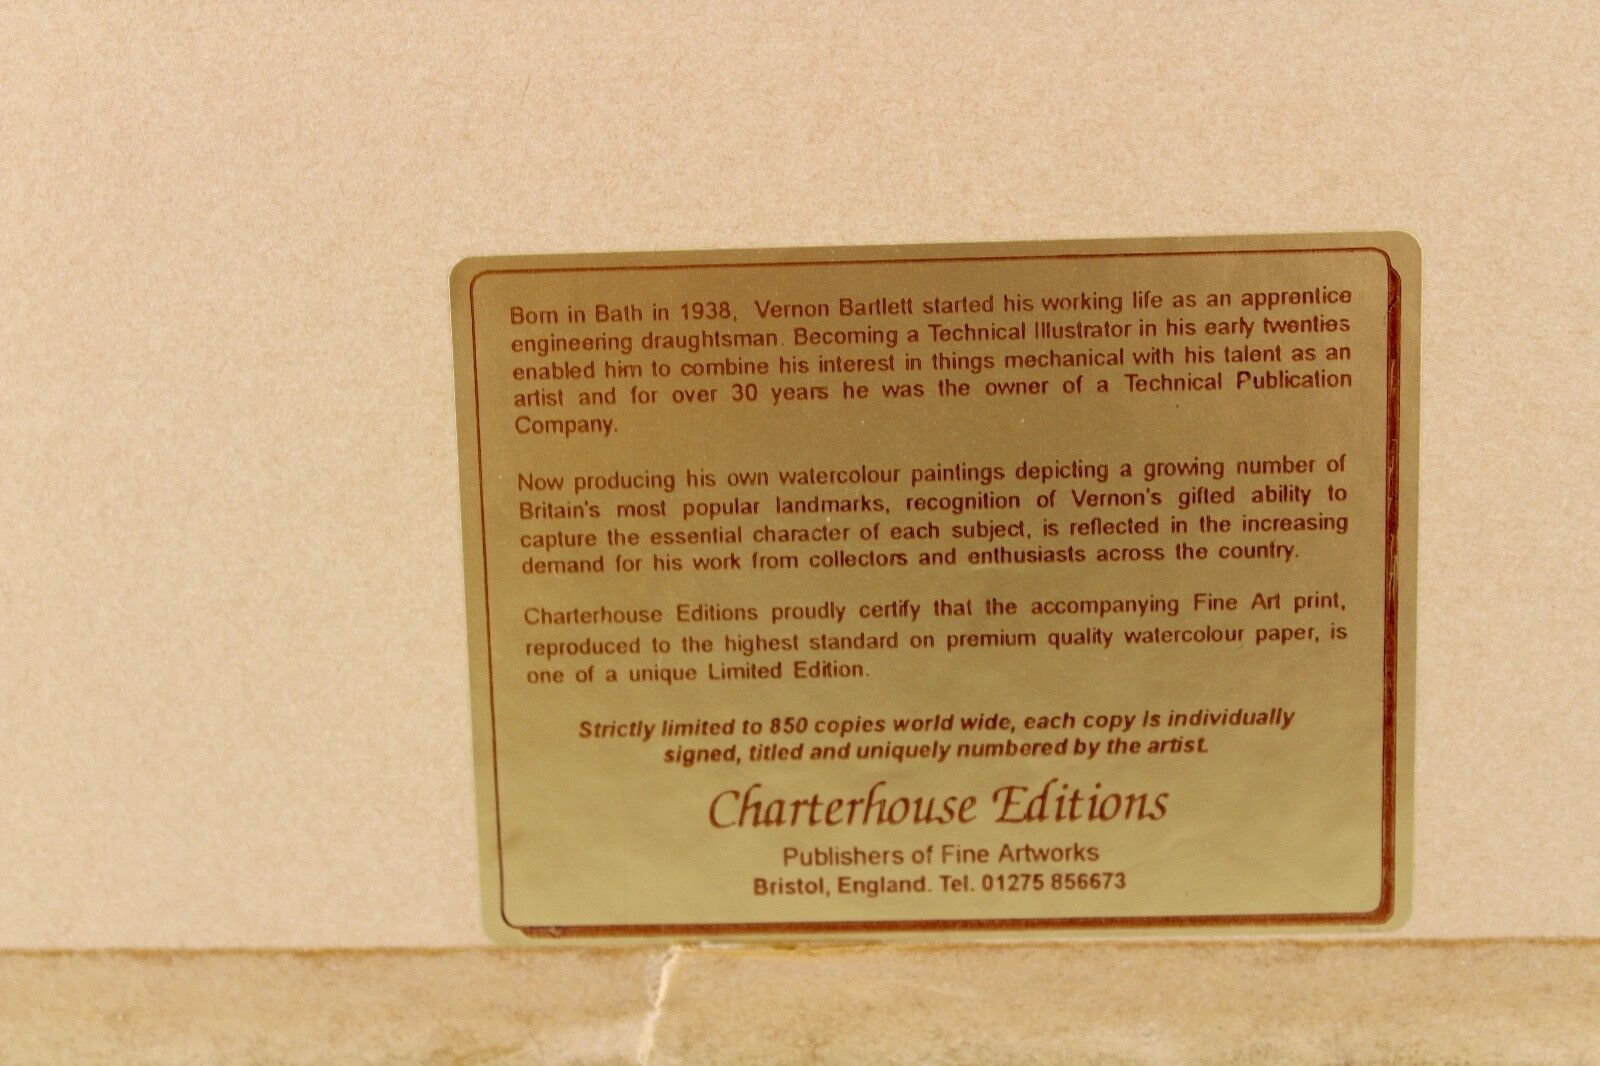 Born in Bath in 1938, Vernon Bartlett started his working life as an apprentice
engineering draughtsman. Becoming a Technical Illustrator in his early twenties
enabled him to combine his interest in things mechanical with his talent as an
artist and for over 30 years he was the owner of a Technical Publication
Company.
Now producing his own watercolour paintings depicting a growing number of
Britain's most popular landmarks, recognition of Vernon's gifted ability to
capture the essential character of each subject, is reflected in the increasing
demand for his work from collectors and enthusiasts across the country.
Charterhouse Editions proudly certify that the accompanying Fine Art print,
reproduced to the highest standard on premium quality watercolour paper, is
one of a unique Limited Edition.
Strictly limited to 850 copies world wide, each copy is individually
signed, titled and uniquely numbered by the artist.
Charterhouse Editions
Publishers of Fine Artworks
Bristol, England. Tel. 01275 856673